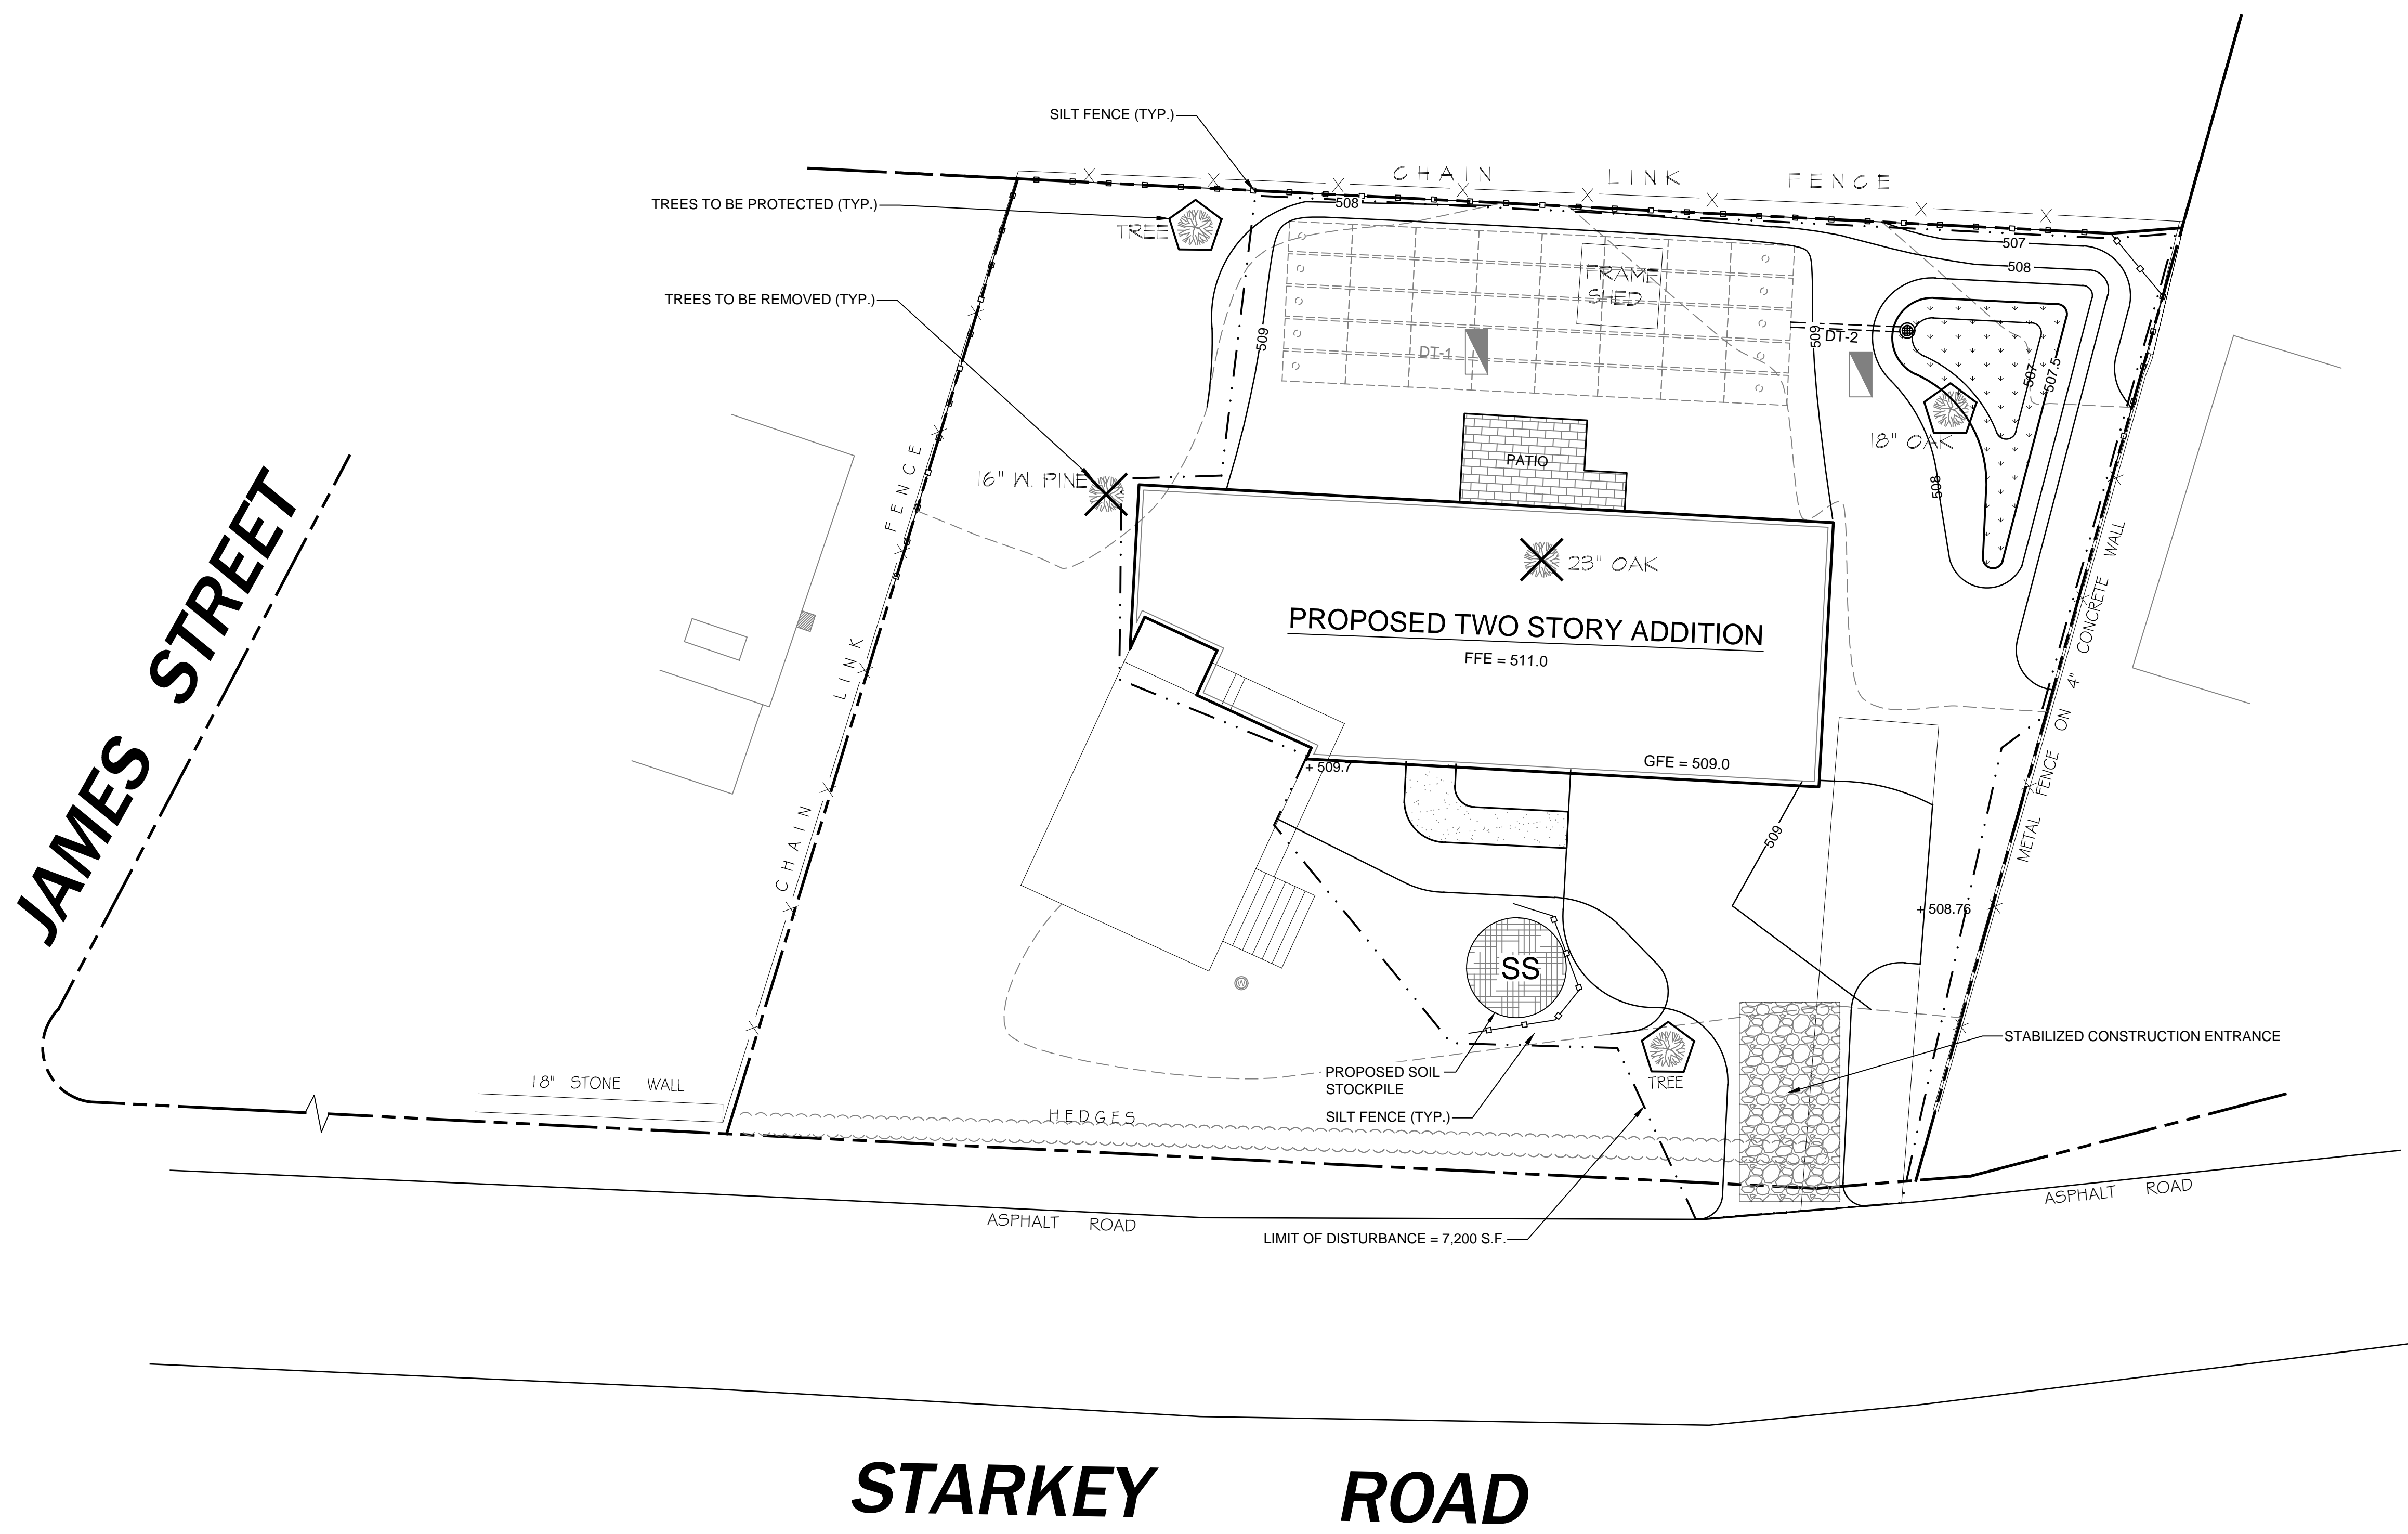 SILT FENCE (TYP.)
CHAIN LINK FENCE
TREES TO BE PROTECTED (TYP.)
508
TREE
507
508
FRAME
SHED
TREES TO BE REMOVED (TYP.)
509
509
DT-2
DT-1
507
507.5
18" OAK
PATIO
16" W. PINE
508
CHAIN LINK FENCE
23" OAK
PROPOSED TWO STORY ADDITION
FFE = 511.0
METAL FENCE ON 4" CONCRETE WALL
JAMES STREET
+ 509.7
GFE = 509.0
509
+ 508.76
SS
W
STABILIZED CONSTRUCTION ENTRANCE
PROPOSED SOIL
STOCKPILE
TREE
18" STONE WALL
HEDGES
SILT FENCE (TYP.)
ASPHALT ROAD
ASPHALT ROAD
LIMIT OF DISTURBANCE = 7,200 S.F.
STARKEY ROAD